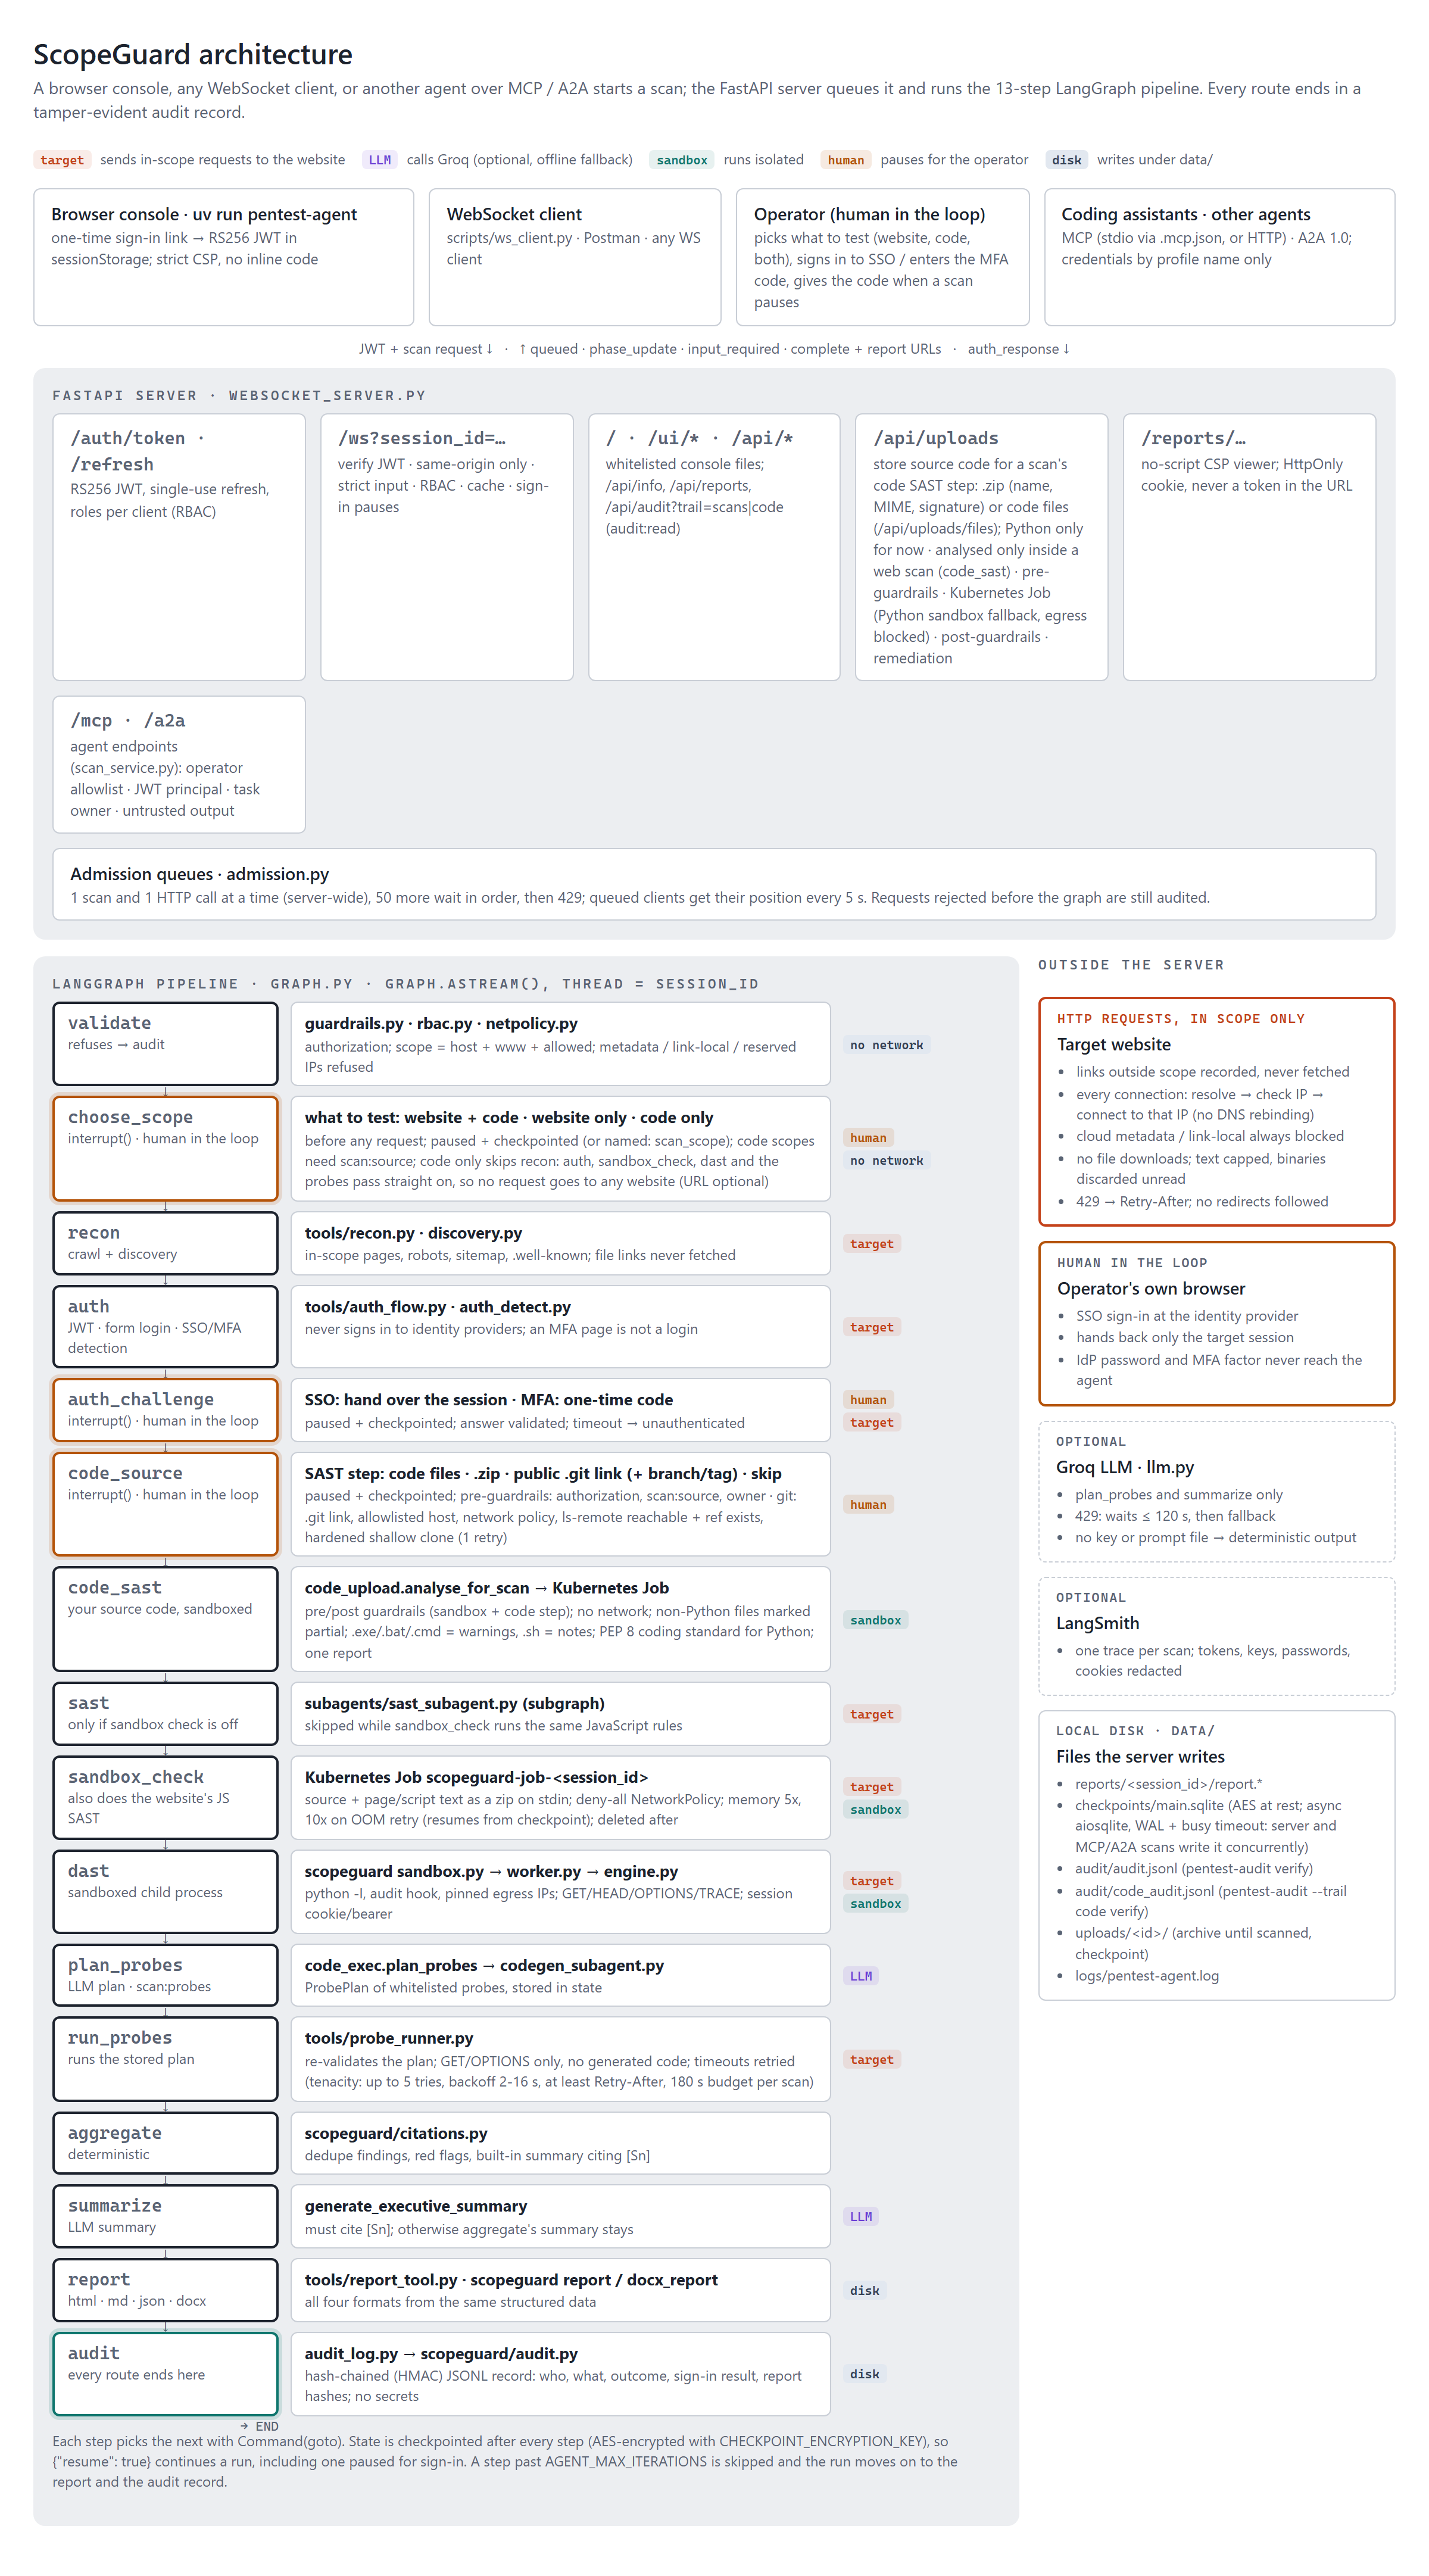 ScopeGuard architecture
A browser console, any WebSocket client, or another agent over MCP / A2A starts a scan; the FastAPI server queues it and runs the 13-step LangGraph pipeline. Every route ends in a
tamper-evident audit record.
target sends in-scope requests to the website LLM calls Groq (optional, offline fallback) sandbox runs isolated human pauses for the operator disk writes under data/
Browser console · uv run pentest-agent
one-time sign-in link → RS256 JWT in
sessionStorage; strict CSP, no inline code
WebSocket client
scripts/ws_client.py · Postman · any WS
client
Operator (human in the loop)
picks what to test (website, code,
both), signs in to SSO / enters the MFA
code, gives the code when a scan
pauses
Coding assistants · other agents
MCP (stdio via .mcp.json, or HTTP) · A2A 1.0;
credentials by profile name only
JWT + scan request ↓ · ↑ queued · phase_update · input_required · complete + report URLs · auth_response ↓
FASTAPI SERVER · WEBSOCKET_SERVER.PY
/auth/token ·
/refresh
RS256 JWT, single-use refresh,
roles per client (RBAC)
/ws?session_id=…
verify JWT · same-origin only ·
strict input · RBAC · cache · sign-
in pauses
/ · /ui/* · /api/*
whitelisted console files;
/api/info, /api/reports,
/api/audit?trail=scans|code
(audit:read)
/api/uploads
store source code for a scan's
code SAST step: .zip (name,
MIME, signature) or code files
(/api/uploads/files); Python only
for now · analysed only inside a
web scan (code_sast) · pre-
guardrails · Kubernetes Job
(Python sandbox fallback, egress
blocked) · post-guardrails ·
remediation
/reports/…
no-script CSP viewer; HttpOnly
cookie, never a token in the URL
/mcp · /a2a
agent endpoints
(scan_service.py): operator
allowlist · JWT principal · task
owner · untrusted output
Admission queues · admission.py
1 scan and 1 HTTP call at a time (server-wide), 50 more wait in order, then 429; queued clients get their position every 5 s. Requests rejected before the graph are still audited.
LANGGRAPH PIPELINE · GRAPH.PY · GRAPH.ASTREAM(), THREAD = SESSION_ID
validate
refuses → audit
guardrails.py · rbac.py · netpolicy.py
authorization; scope = host + www + allowed; metadata / link-local / reserved
IPs refused
no network
↓
choose_scope
interrupt() · human in the loop
what to test: website + code · website only · code only
before any request; paused + checkpointed (or named: scan_scope); code scopes
need scan:source; code only skips recon: auth, sandbox_check, dast and the
probes pass straight on, so no request goes to any website (URL optional)
human
no network
↓
recon
crawl + discovery
tools/recon.py · discovery.py
in-scope pages, robots, sitemap, .well-known; file links never fetched
target
↓
auth
JWT · form login · SSO/MFA
detection
tools/auth_flow.py · auth_detect.py
never signs in to identity providers; an MFA page is not a login
target
↓
auth_challenge
interrupt() · human in the loop
SSO: hand over the session · MFA: one-time code
paused + checkpointed; answer validated; timeout → unauthenticated
human
target
↓
code_source
interrupt() · human in the loop
SAST step: code files · .zip · public .git link (+ branch/tag) · skip
paused + checkpointed; pre-guardrails: authorization, scan:source, owner · git:
.git link, allowlisted host, network policy, ls-remote reachable + ref exists,
hardened shallow clone (1 retry)
human
↓
code_sast
your source code, sandboxed
code_upload.analyse_for_scan → Kubernetes Job
pre/post guardrails (sandbox + code step); no network; non-Python files marked
partial; .exe/.bat/.cmd = warnings, .sh = notes; PEP 8 coding standard for Python;
one report
sandbox
↓
sast
only if sandbox check is off
subagents/sast_subagent.py (subgraph)
skipped while sandbox_check runs the same JavaScript rules
target
↓
sandbox_check
also does the website's JS
SAST
Kubernetes Job scopeguard-job-<session_id>
source + page/script text as a zip on stdin; deny-all NetworkPolicy; memory 5x,
10x on OOM retry (resumes from checkpoint); deleted after
target
sandbox
↓
dast
sandboxed child process
scopeguard sandbox.py → worker.py → engine.py
python -I, audit hook, pinned egress IPs; GET/HEAD/OPTIONS/TRACE; session
cookie/bearer
target
sandbox
↓
plan_probes
LLM plan · scan:probes
code_exec.plan_probes → codegen_subagent.py
ProbePlan of whitelisted probes, stored in state
LLM
↓
run_probes
runs the stored plan
tools/probe_runner.py
re-validates the plan; GET/OPTIONS only, no generated code; timeouts retried
(tenacity: up to 5 tries, backoff 2-16 s, at least Retry-After, 180 s budget per scan)
target
↓
aggregate
deterministic
scopeguard/citations.py
dedupe findings, red flags, built-in summary citing [Sn]
↓
summarize
LLM summary
generate_executive_summary
must cite [Sn]; otherwise aggregate's summary stays
LLM
↓
report
html · md · json · docx
tools/report_tool.py · scopeguard report / docx_report
all four formats from the same structured data
disk
↓
audit
every route ends here
audit_log.py → scopeguard/audit.py
hash-chained (HMAC) JSONL record: who, what, outcome, sign-in result, report
hashes; no secrets
disk
→ END
Each step picks the next with Command(goto). State is checkpointed after every step (AES-encrypted with CHECKPOINT_ENCRYPTION_KEY), so
{"resume": true} continues a run, including one paused for sign-in. A step past AGENT_MAX_ITERATIONS is skipped and the run moves on to the
report and the audit record.
OUTSIDE THE SERVER
HTTP REQUESTS, IN SCOPE ONLY
Target website
• links outside scope recorded, never fetched
• every connection: resolve → check IP →
connect to that IP (no DNS rebinding)
• cloud metadata / link-local always blocked
• no file downloads; text capped, binaries
discarded unread
• 429 → Retry-After; no redirects followed
HUMAN IN THE LOOP
Operator's own browser
• SSO sign-in at the identity provider
• hands back only the target session
• IdP password and MFA factor never reach the
agent
OPTIONAL
Groq LLM · llm.py
• plan_probes and summarize only
• 429: waits ≤ 120 s, then fallback
• no key or prompt file → deterministic output
OPTIONAL
LangSmith
• one trace per scan; tokens, keys, passwords,
cookies redacted
LOCAL DISK · DATA/
Files the server writes
• reports/<session_id>/report.*
• checkpoints/main.sqlite (AES at rest; async
aiosqlite, WAL + busy timeout: server and
MCP/A2A scans write it concurrently)
• audit/audit.jsonl (pentest-audit verify)
• audit/code_audit.jsonl (pentest-audit --trail
code verify)
• uploads/<id>/ (archive until scanned,
checkpoint)
• logs/pentest-agent.log